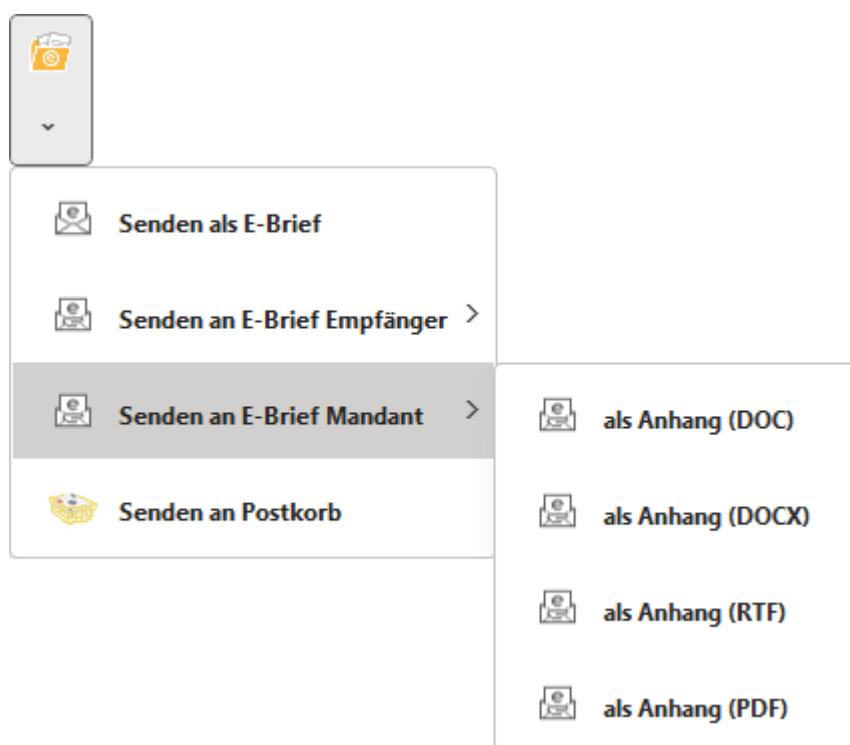 Senden als E-Brief
Senden an E-Brief Empfänger
Senden an E-Brief Mandant
als Anhang (DOC)
Senden an Postkorb
als Anhang (DOCX)
als Anhang (RTF)
als Anhang (PDF)